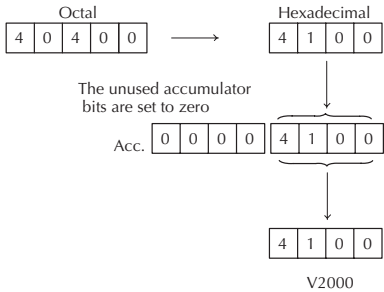 Octal
Hexadecimal
4 0 4 0 0
4 1 0 0
The unused accumulator
bits are set to zero
Acc.
0 0 0 0 4 1 0 0
4 1 0 0
V2000